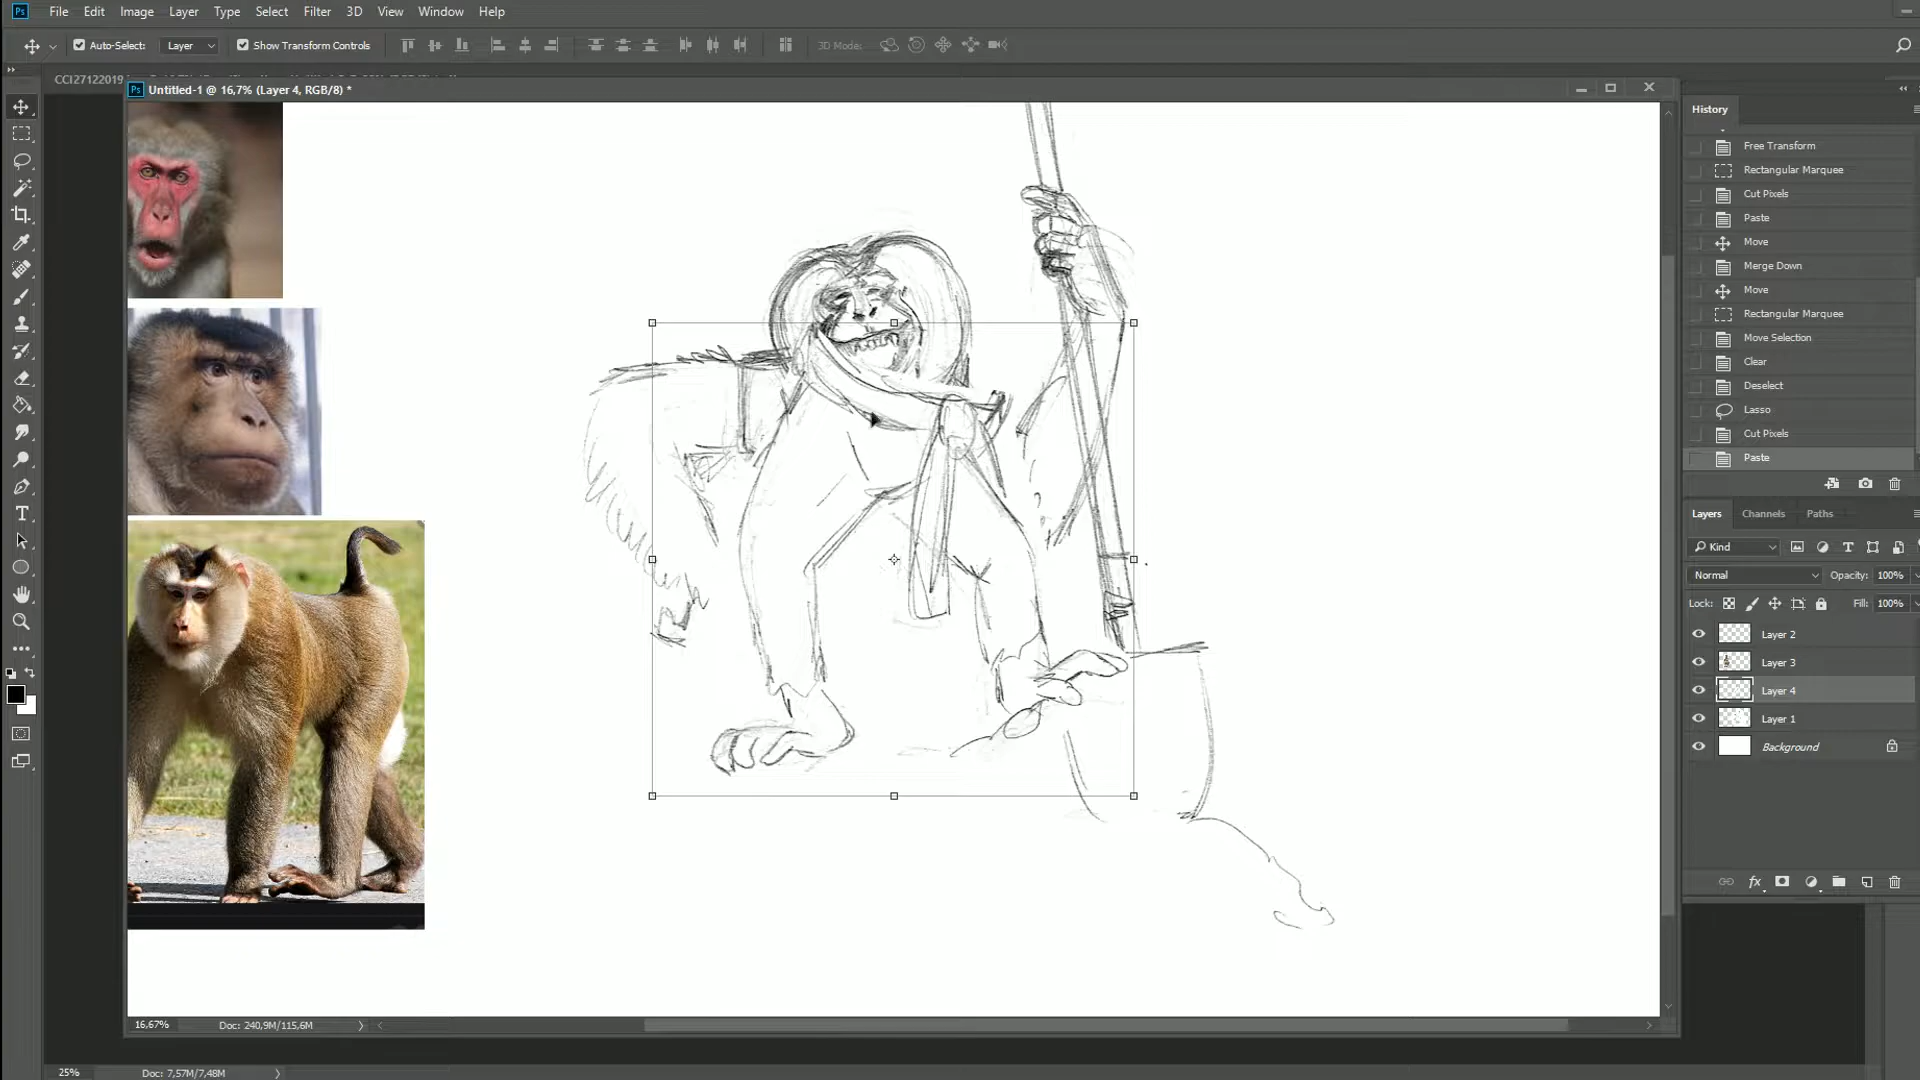 Ps File Edit Image Layer Type Select Filter 3D View Window Help
Auto-Select: Layer Show Transform Controls 3D Mode:
CCI27122019
Ps Untitled-1 @ 16,7% (Layer 4, RGB/8) *
History
Free Transform
Rectangular Marquee
Cut Pixels
Paste
Move
Merge Down
Move
Rectangular Marquee
Move Selection
Clear
Deselect
Lasso
Cut Pixels
Paste
Layers Channels Paths
Kind
Normal Opacity: 100%
Lock: Fill: 100%
Layer 2
Layer 3
Layer 4
Layer 1
Background
16,67% Doc: 240,9M/115,6M
25% Doc: 7,57M/7,48M